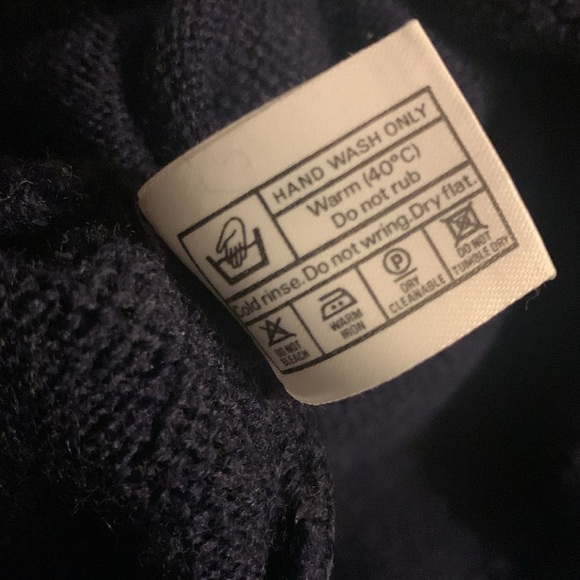 HAND WASH ONLY
Warm (40°C)
Do not rub
Cold rinse. Do not wring. Dry flat.
DO NOT
BLEACH
WARM
IRON
P
DRY
CLEANABLE
DO NOT
TUMBLE DRY